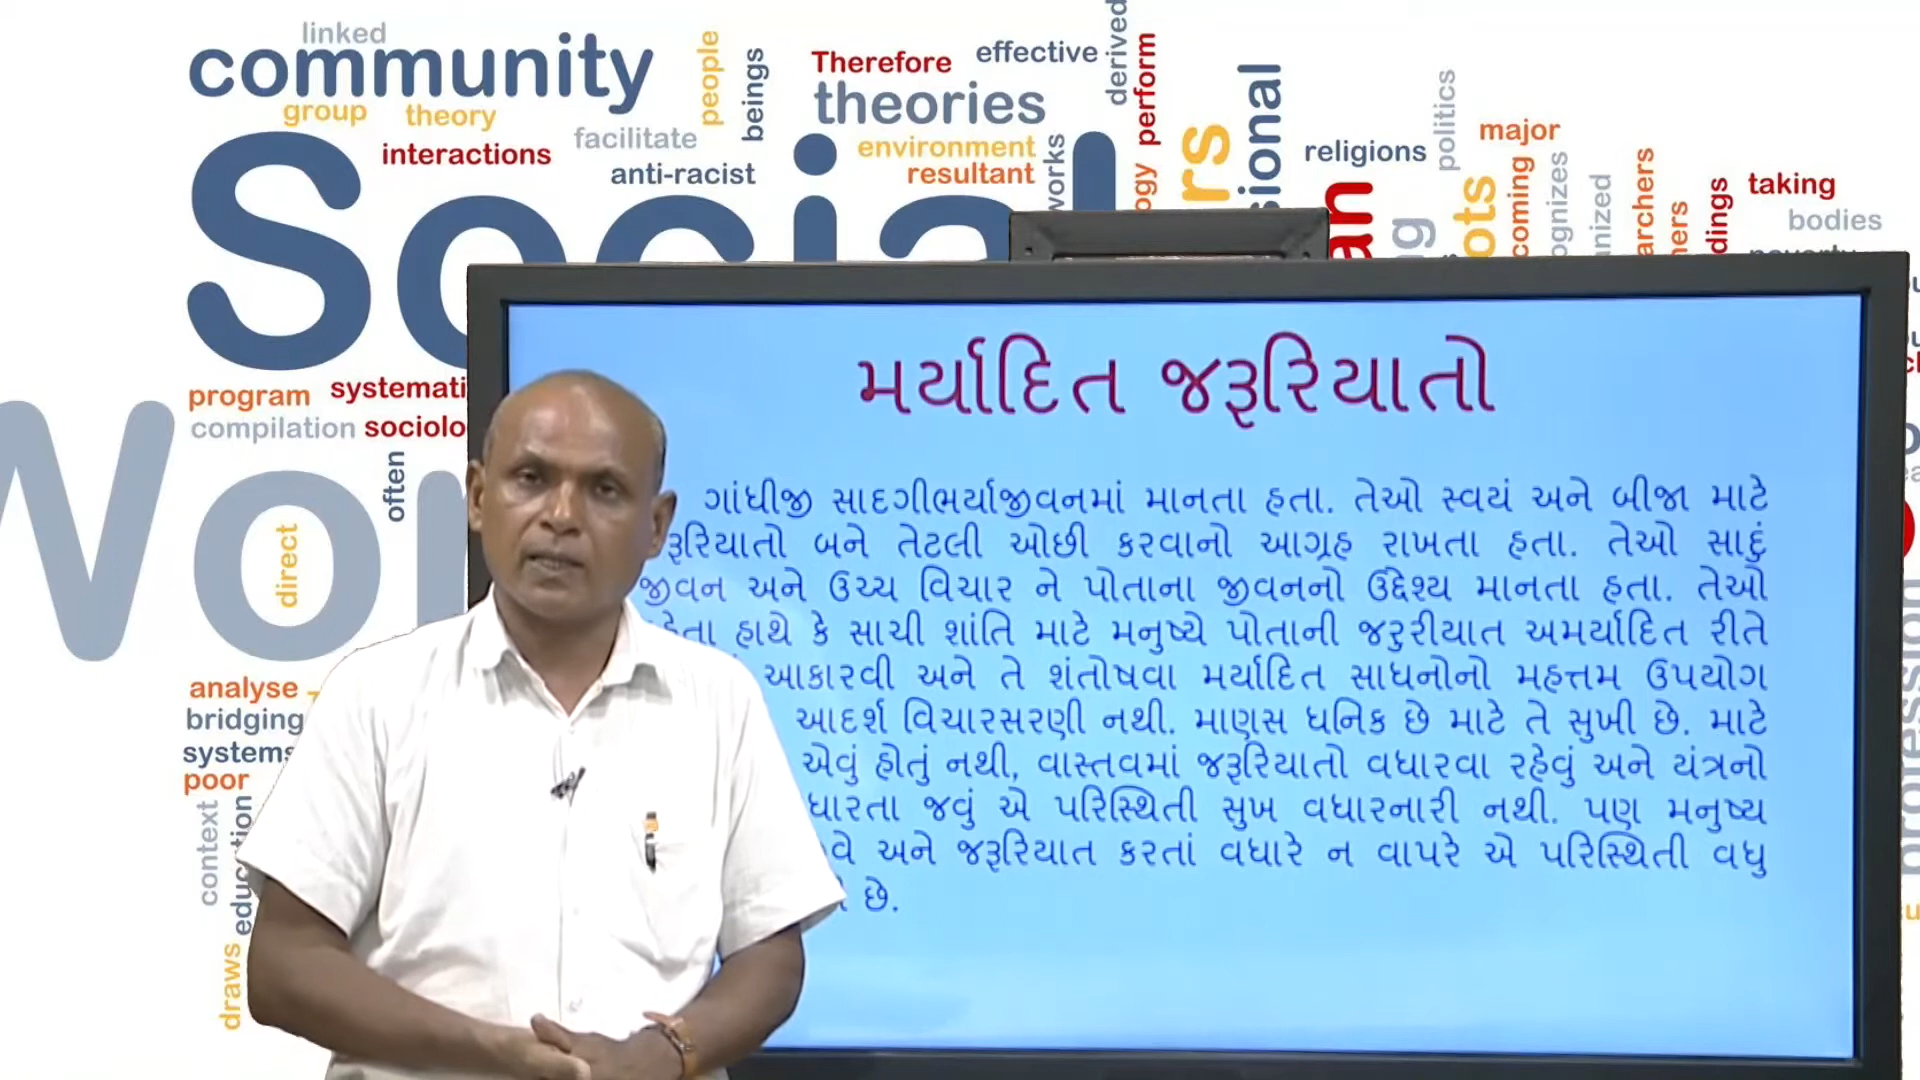 linked
community
people
beings
Therefore
effective
derived
perform
theories
group
theory
interactions
facilitate
anti-racist
environment
resultant
works
religions
politics
major
coming
taking
bodies
Social
program
compilation
often
direct
analyse
bridging
systems
poor
context
education
draws
profession
મર્યાદિત જરૂરિયાતો
ગાંધીજી સાદગીભર્યાજીવનમાં માનતા હતા. તેઓ સ્વયં અને બીજા માટે
બને તેટલી ઓછી કરવાનો આગ્રહ રાખતા હતા. તેઓ સાદું
જીવન અને ઉચ્ચ વિચાર ને પોતાના જીવનનો ઉદ્દેશ્ય માનતા હતા. તેઓ
હાથે કે સાચી શાંતિ માટે મનુષ્યે પોતાની જરુરીયાત અમર્યાદિત રીતે
આકારવી અને તે શંતોષવા મર્યાદિત સાધનોનો મહત્તમ ઉપયોગ
આદર્શ વિચારસરણી નથી. માણસ ધનિક છે માટે તે સુખી છે. માટે
એવું હોતું નથી, વાસ્તવમાં જરૂરિયાતો વધારવા રહેવું અને યંત્રનો
જવું એ પરિસ્થિતી સુખ વધારનારી નથી. પણ મનુષ્ય
અને જરૂરિયાત કરતાં વધારે ન વાપરે એ પરિસ્થિતી વધુ
છે.